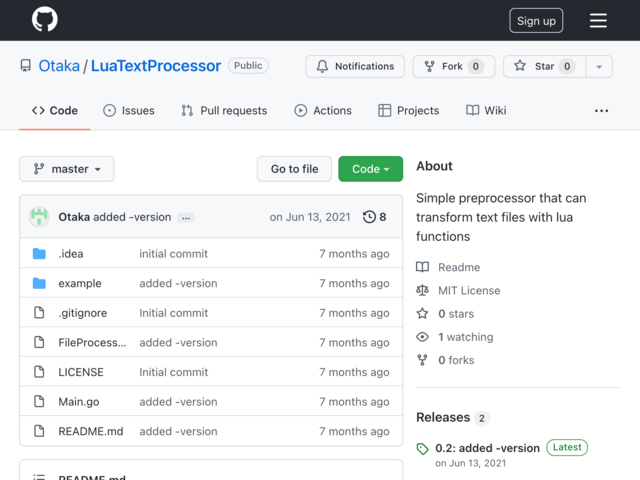 Sign up
Otaka / LuaTextProcessor Public
Notifications Fork 0 Star 0
Code Issues Pull requests Actions Projects Wiki ...
master Go to file Code
Otaka added -version ... on Jun 13, 2021 8
.idea initial commit 7 months ago
example added -version 7 months ago
.gitignore Initial commit 7 months ago
FileProcess... added -version 7 months ago
LICENSE Initial commit 7 months ago
Main.go added -version 7 months ago
README.md added -version 7 months ago
README.md
About
Simple preprocessor that can
transform text files with lua
functions
Readme
MIT License
0 stars
1 watching
0 forks
Releases 2
0.2: added -version Latest
on Jun 13, 2021